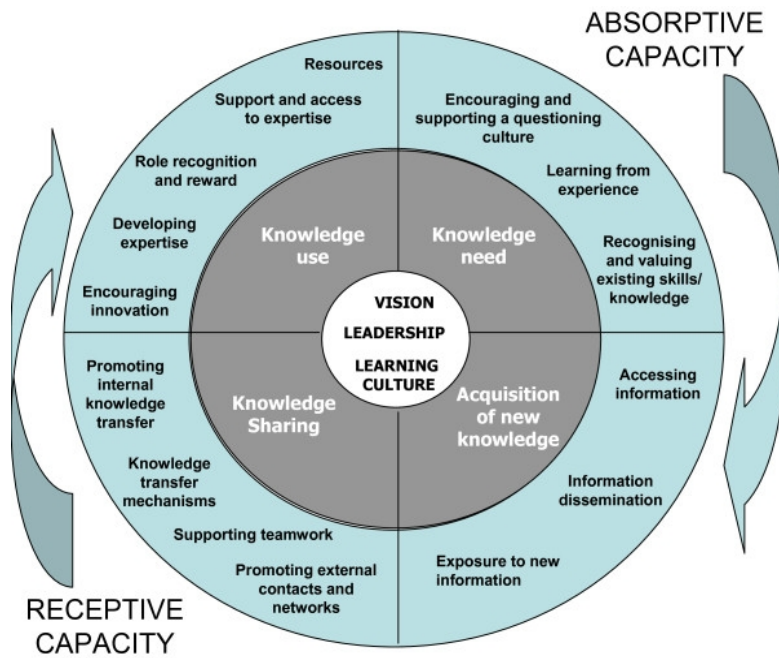 ABSORPTIVE
CAPACITY
Resources
Support and access
to expertise
Role recognition
and reward
Developing
expertise
Encouraging
innovation
Encouraging and
supporting a questioning
culture
Learning from
experience
Recognising
and valuing
existing skills/
knowledge
Knowledge
use
Knowledge
need
VISION
LEADERSHIP
LEARNING
CULTURE
Knowledge
Sharing
Acquisition
of new
knowledge
Promoting
internal
knowledge
transfer
Knowledge
transfer
mechanisms
Supporting teamwork
Promoting external
contacts and
networks
Accessing
information
Information
dissemination
Exposure to new
information
RECEPTIVE
CAPACITY